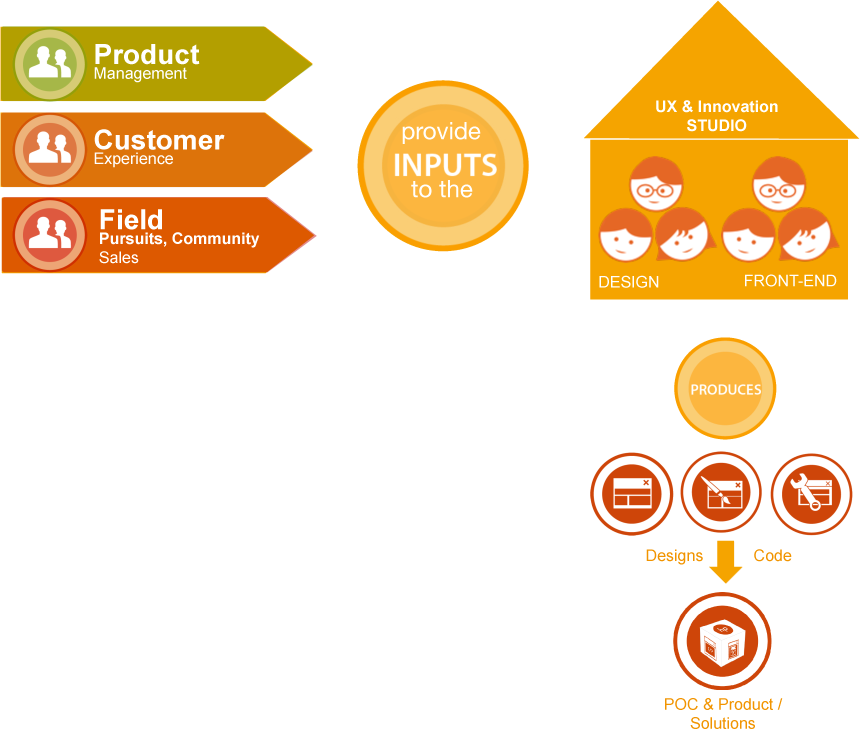 Product
Management
Customer
Experience
Field
Pursuits, Community
Sales
provide
INPUTS
to the
UX & Innovation
STUDIO
DESIGN
FRONT-END
PRODUCES
Designs
Code
POC & Product /
Solutions